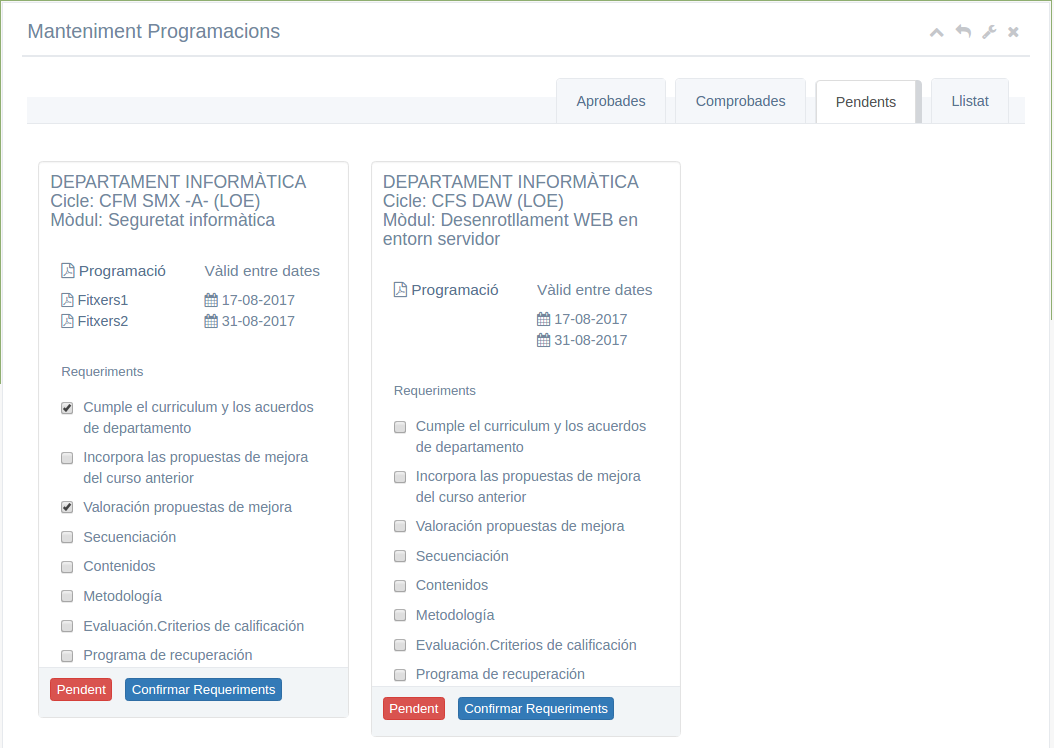 Manteniment Programacions
Aprobades
Comprobades
Pendents
Llistat
DEPARTAMENT INFORMÀTICA
Cicle: CFM SMX -A- (LOE)
Mòdul: Seguretat informàtica
Programació
Vàlid entre dates
Fitxers1
17-08-2017
Fitxers2
31-08-2017
Requeriments
Cumple el curriculum y los acuerdos
de departamento
Incorpora las propuestas de mejora
del curso anterior
Valoración propuestas de mejora
Secuenciación
Contenidos
Metodología
Evaluación.Criterios de calificación
Programa de recuperación
Pendent
Confirmar Requeriments
DEPARTAMENT INFORMÀTICA
Cicle: CFS DAW (LOE)
Mòdul: Desenrotllament WEB en
entorn servidor
Programació
Vàlid entre dates
17-08-2017
31-08-2017
Requeriments
Cumple el curriculum y los acuerdos
de departamento
Incorpora las propuestas de mejora
del curso anterior
Valoración propuestas de mejora
Secuenciación
Contenidos
Metodología
Evaluación.Criterios de calificación
Programa de recuperación
Pendent
Confirmar Requeriments